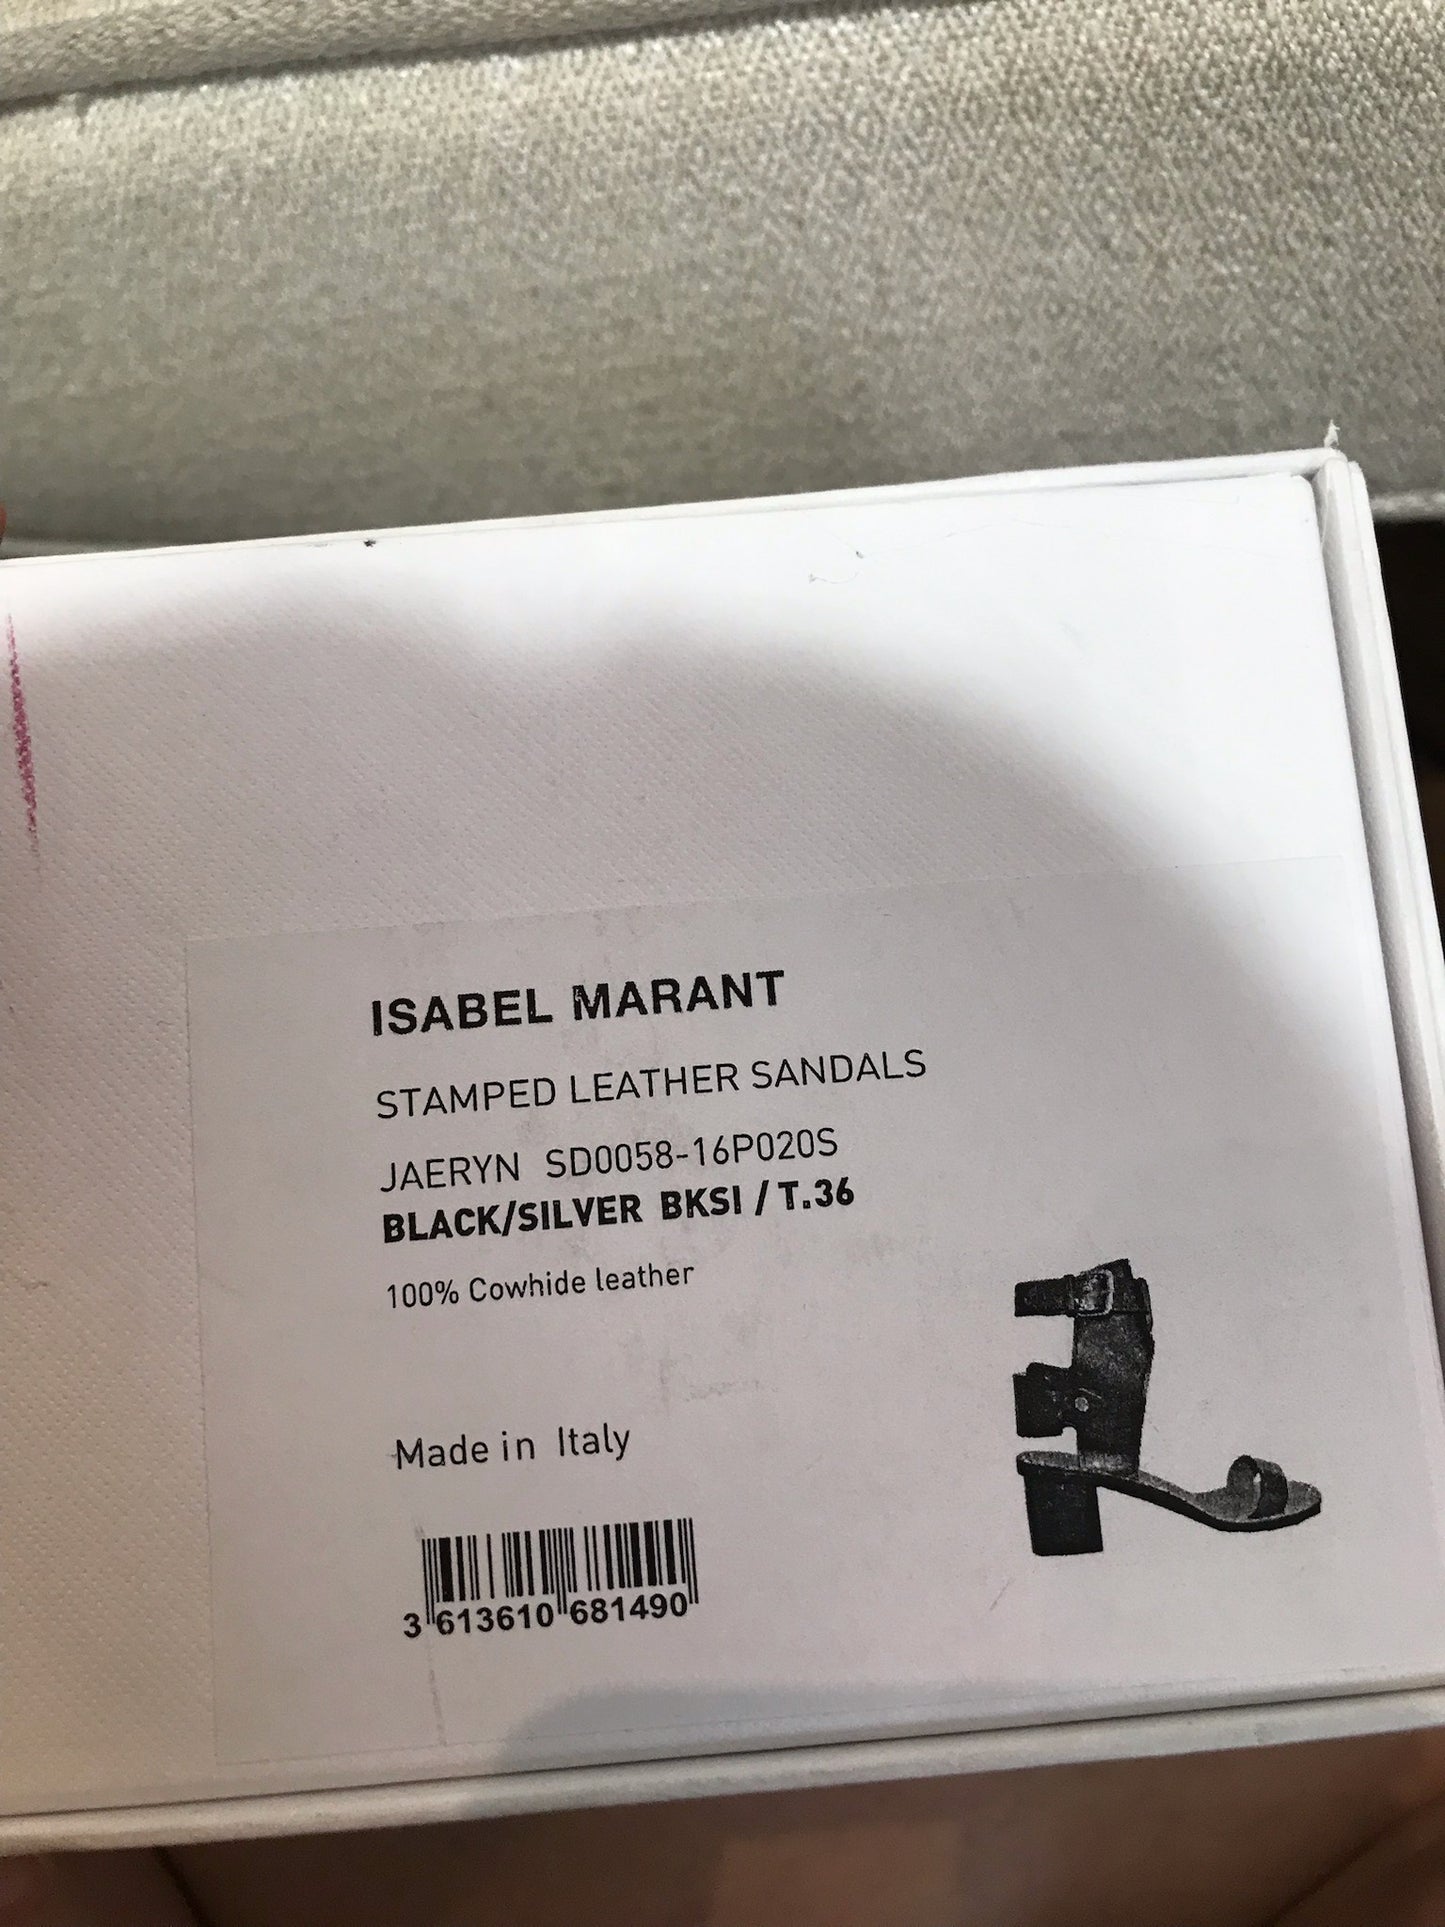 ISABEL MARANT
STAMPED LEATHER SANDALS
JAERYN SD0058-16P020S
BLACK/SILVER BKSI / T.36
100% Cowhide leather
Made in Italy
3 613610 681490